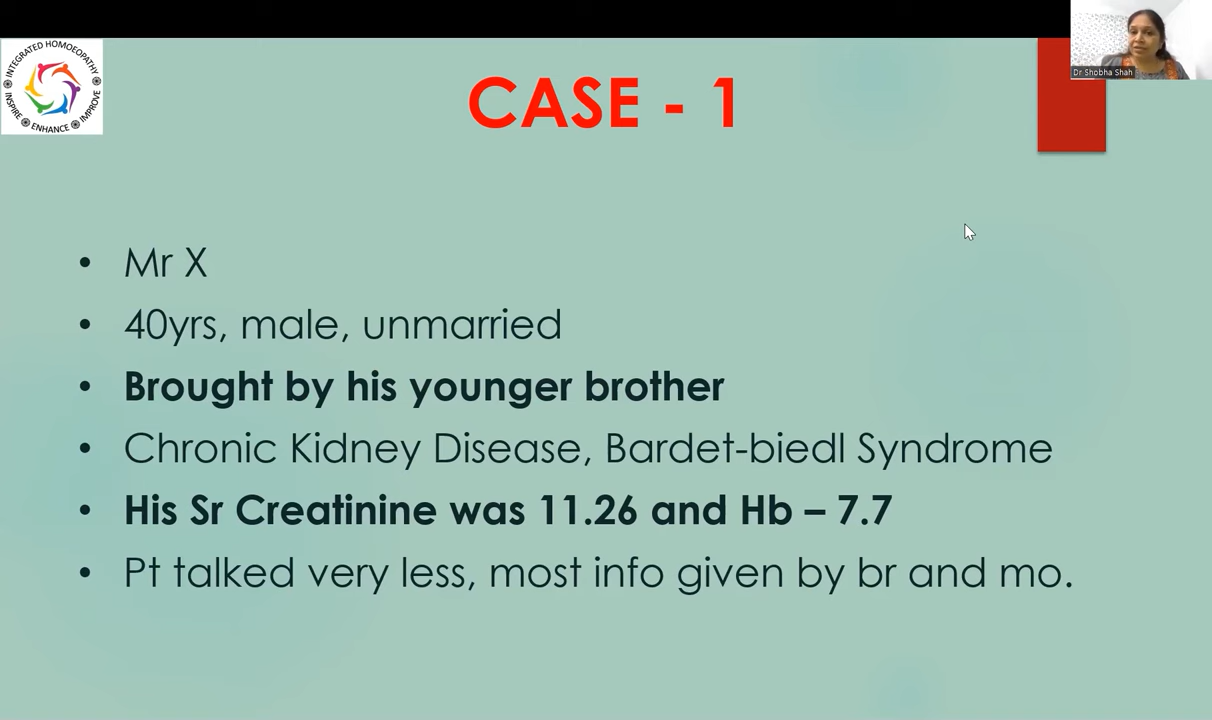 INTEGRATED HOMOEOPATHY
INSPIRE ENHANCE IMPROVE
Dr Shobha Shah
CASE - 1
• Mr X
• 40yrs, male, unmarried
• Brought by his younger brother
• Chronic Kidney Disease, Bardet-biedl Syndrome
• His Sr Creatinine was 11.26 and Hb – 7.7
• Pt talked very less, most info given by br and mo.